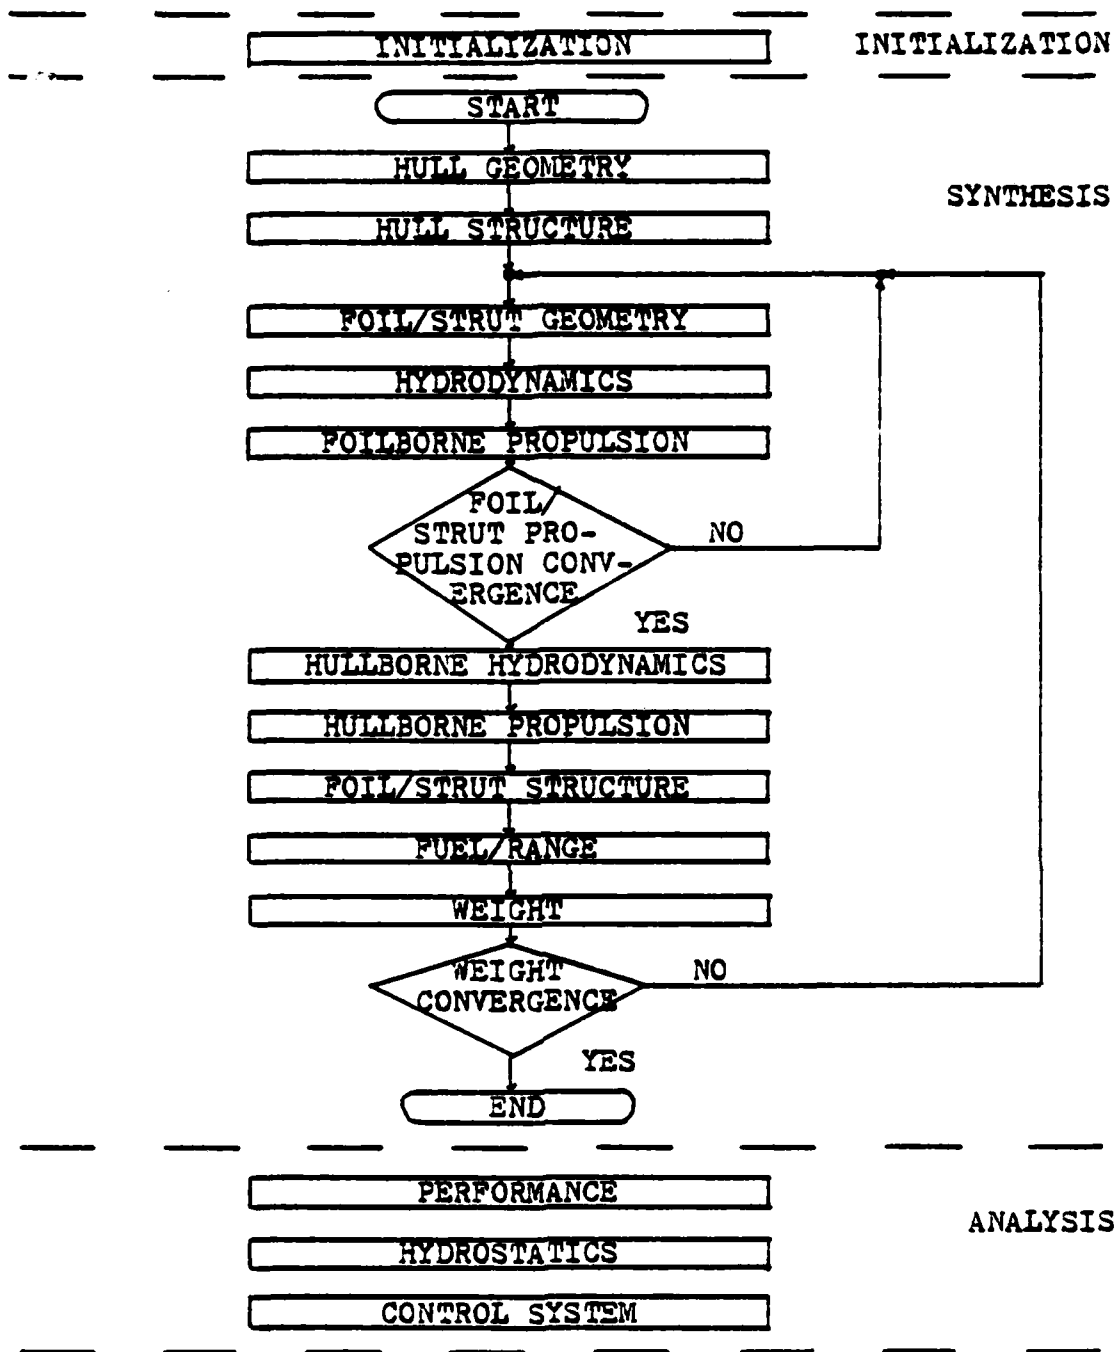 INITIALIZATION INITIALIZATION
START
HULL GEOMETRY
SYNTHESIS
HULL STRUCTURE
FOIL/STRUT GEOMETRY
HYDRODYNAMICS
FOILBORNE PROPULSION
FOIL/
STRUT PRO-
PULSION CONV-
ERGENCE
NO
YES
HULLBORNE HYDRODYNAMICS
HULLBORNE PROPULSION
FOIL/STRUT STRUCTURE
FUEL/RANGE
WEIGHT
WEIGHT
CONVERGENCE
NO
YES
END
PERFORMANCE
ANALYSIS
HYDROSTATICS
CONTROL SYSTEM